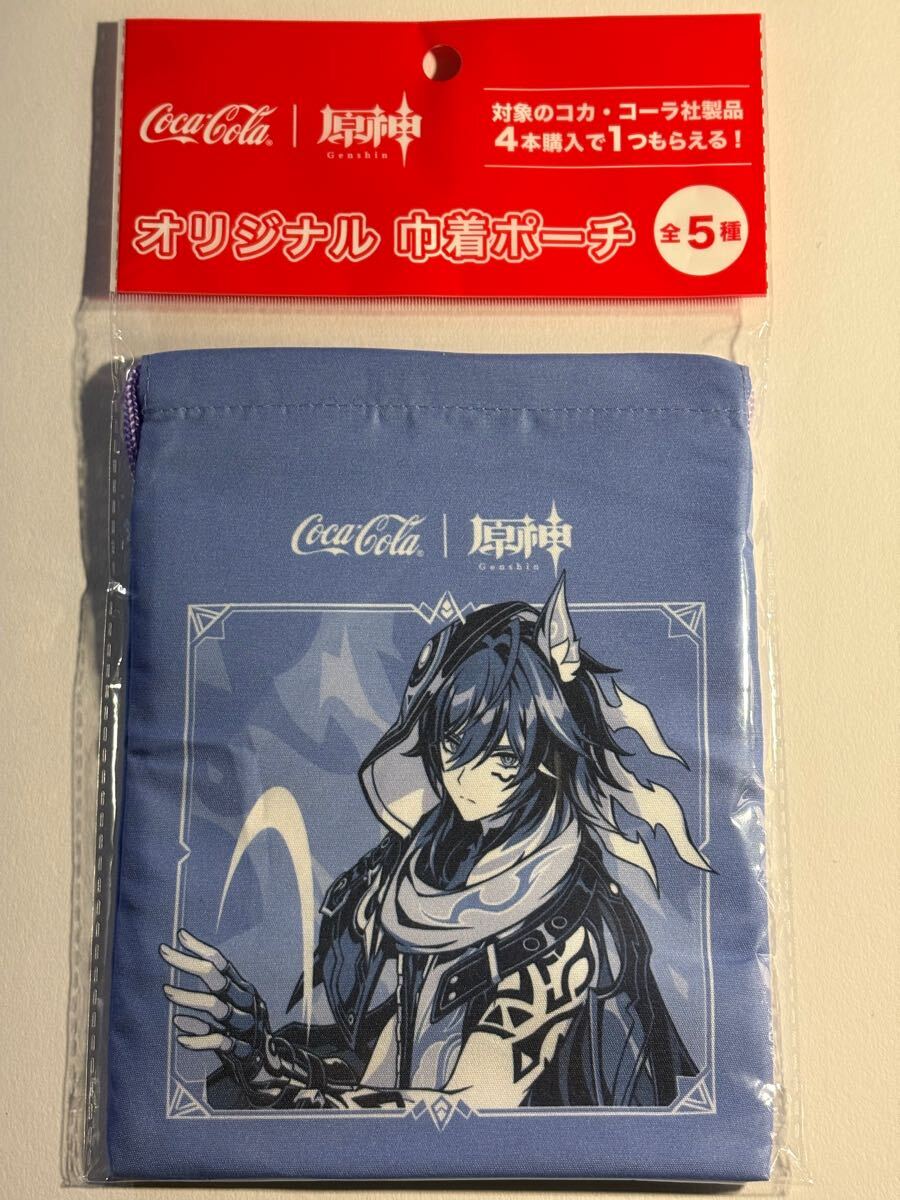 Coca-Cola | 原神
Genshin
対象のコカ・コーラ社製品
4本購入で1つもらえる!
オリジナル 巾着ポーチ 全5種
Coca-Cola | 原神
Genshin